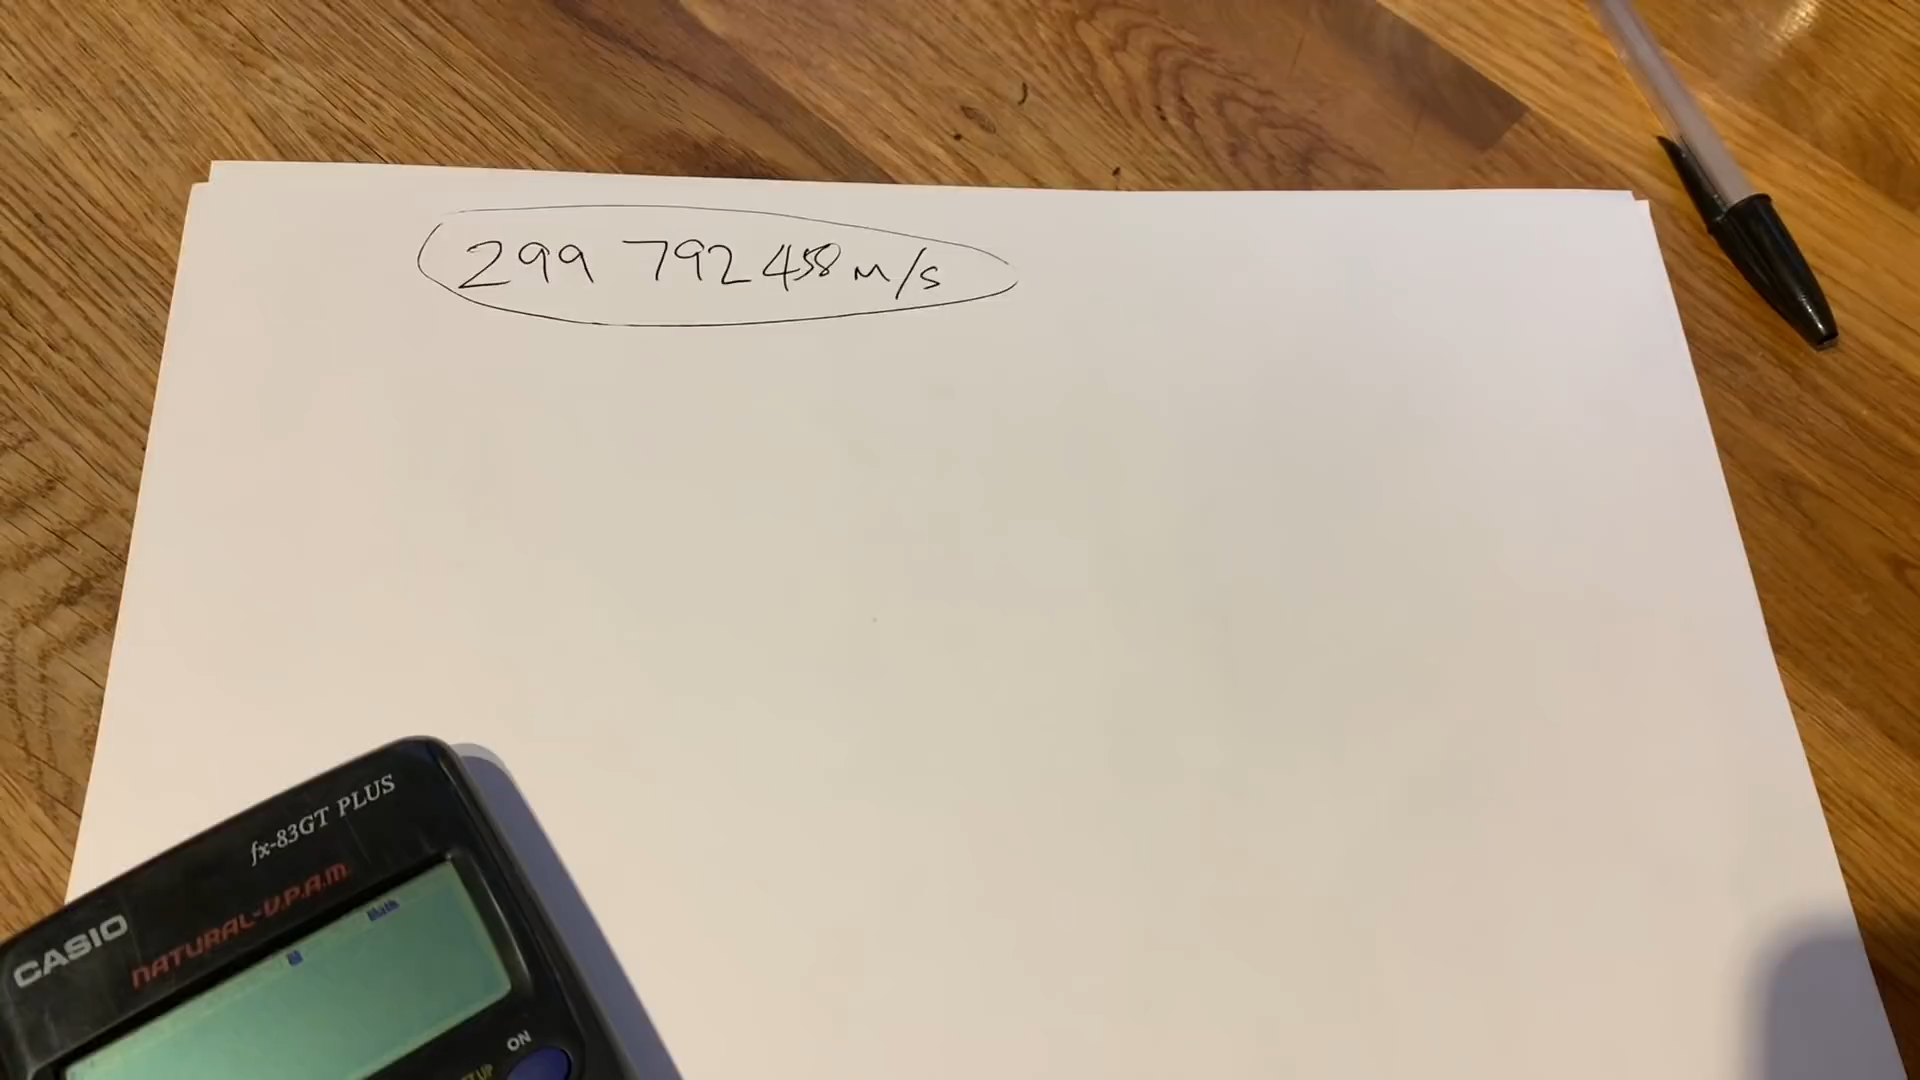 299 792 458 m/s
fx-83GT PLUS
CASIO
NATURAL-V.P.A.M.
Math
ON